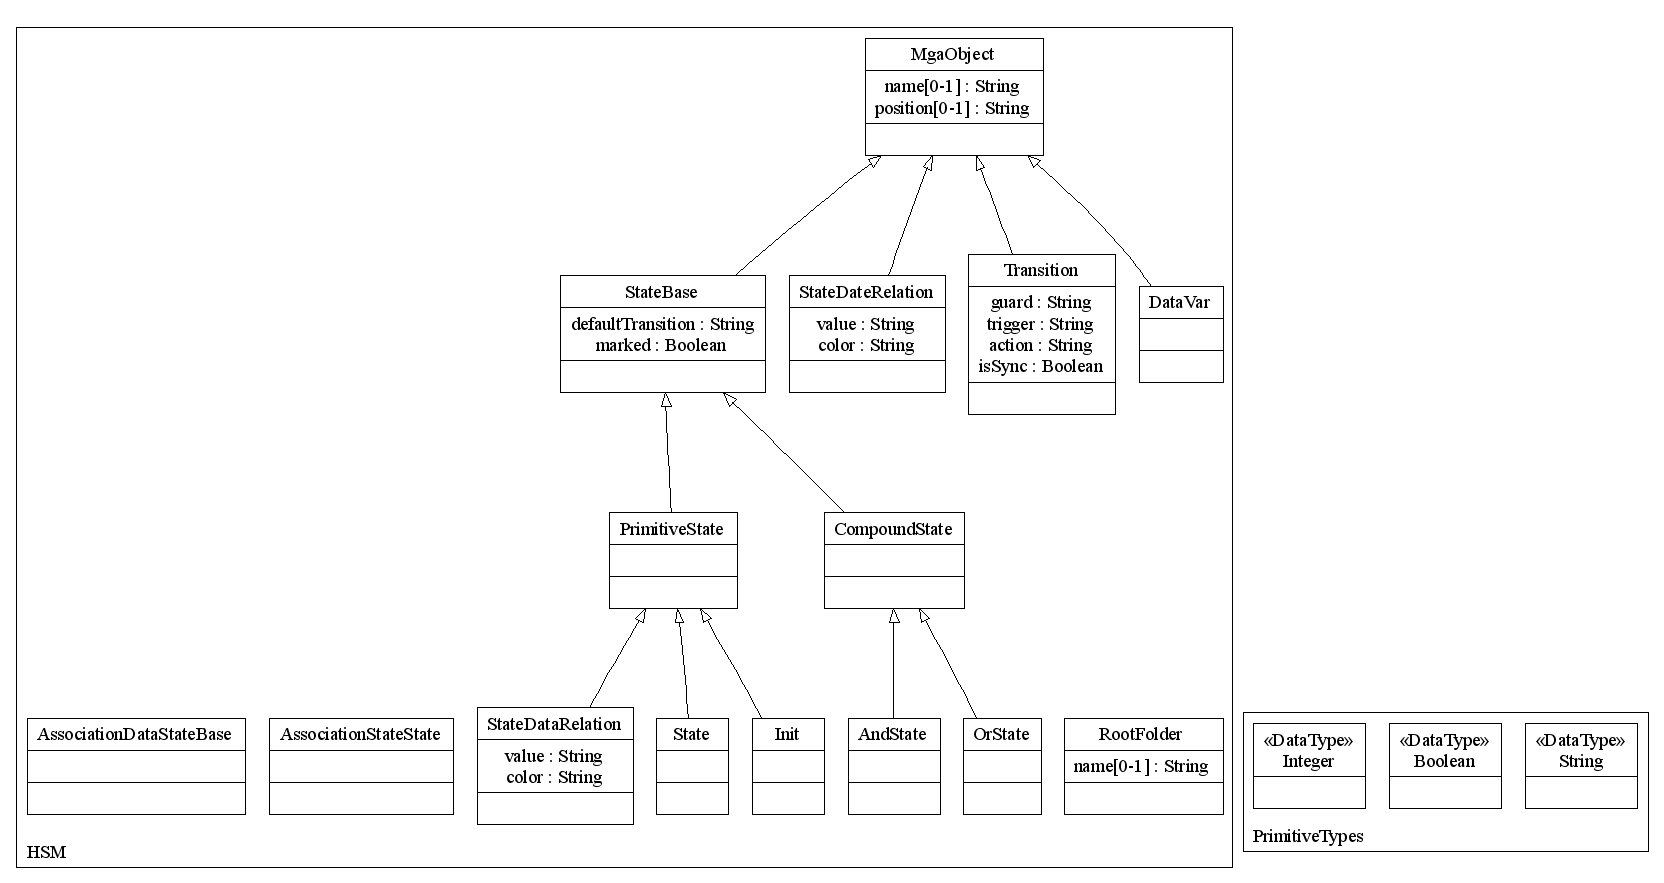 MgaObject
name[0-1] : String
position[0-1] : String
StateBase
defaultTransition : String
marked : Boolean
StateDateRelation
value : String
color : String
Transition
guard : String
trigger : String
action : String
isSync : Boolean
DataVar
PrimitiveState
CompoundState
AssociationDataStateBase
AssociationStateState
StateDataRelation
value : String
color : String
State
Init
AndState
OrState
RootFolder
name[0-1] : String
HSM
«DataType»
Integer
«DataType»
Boolean
«DataType»
String
PrimitiveTypes